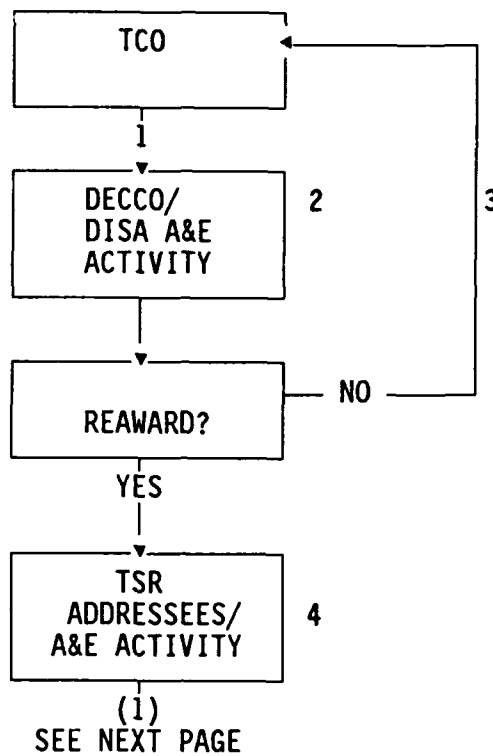 TCO
1
DECCO/
DISA A&E
ACTIVITY
2
3
REAWARD?
NO
YES
TSR
ADDRESSEES/
A&E ACTIVITY
4
(1)
SEE NEXT PAGE